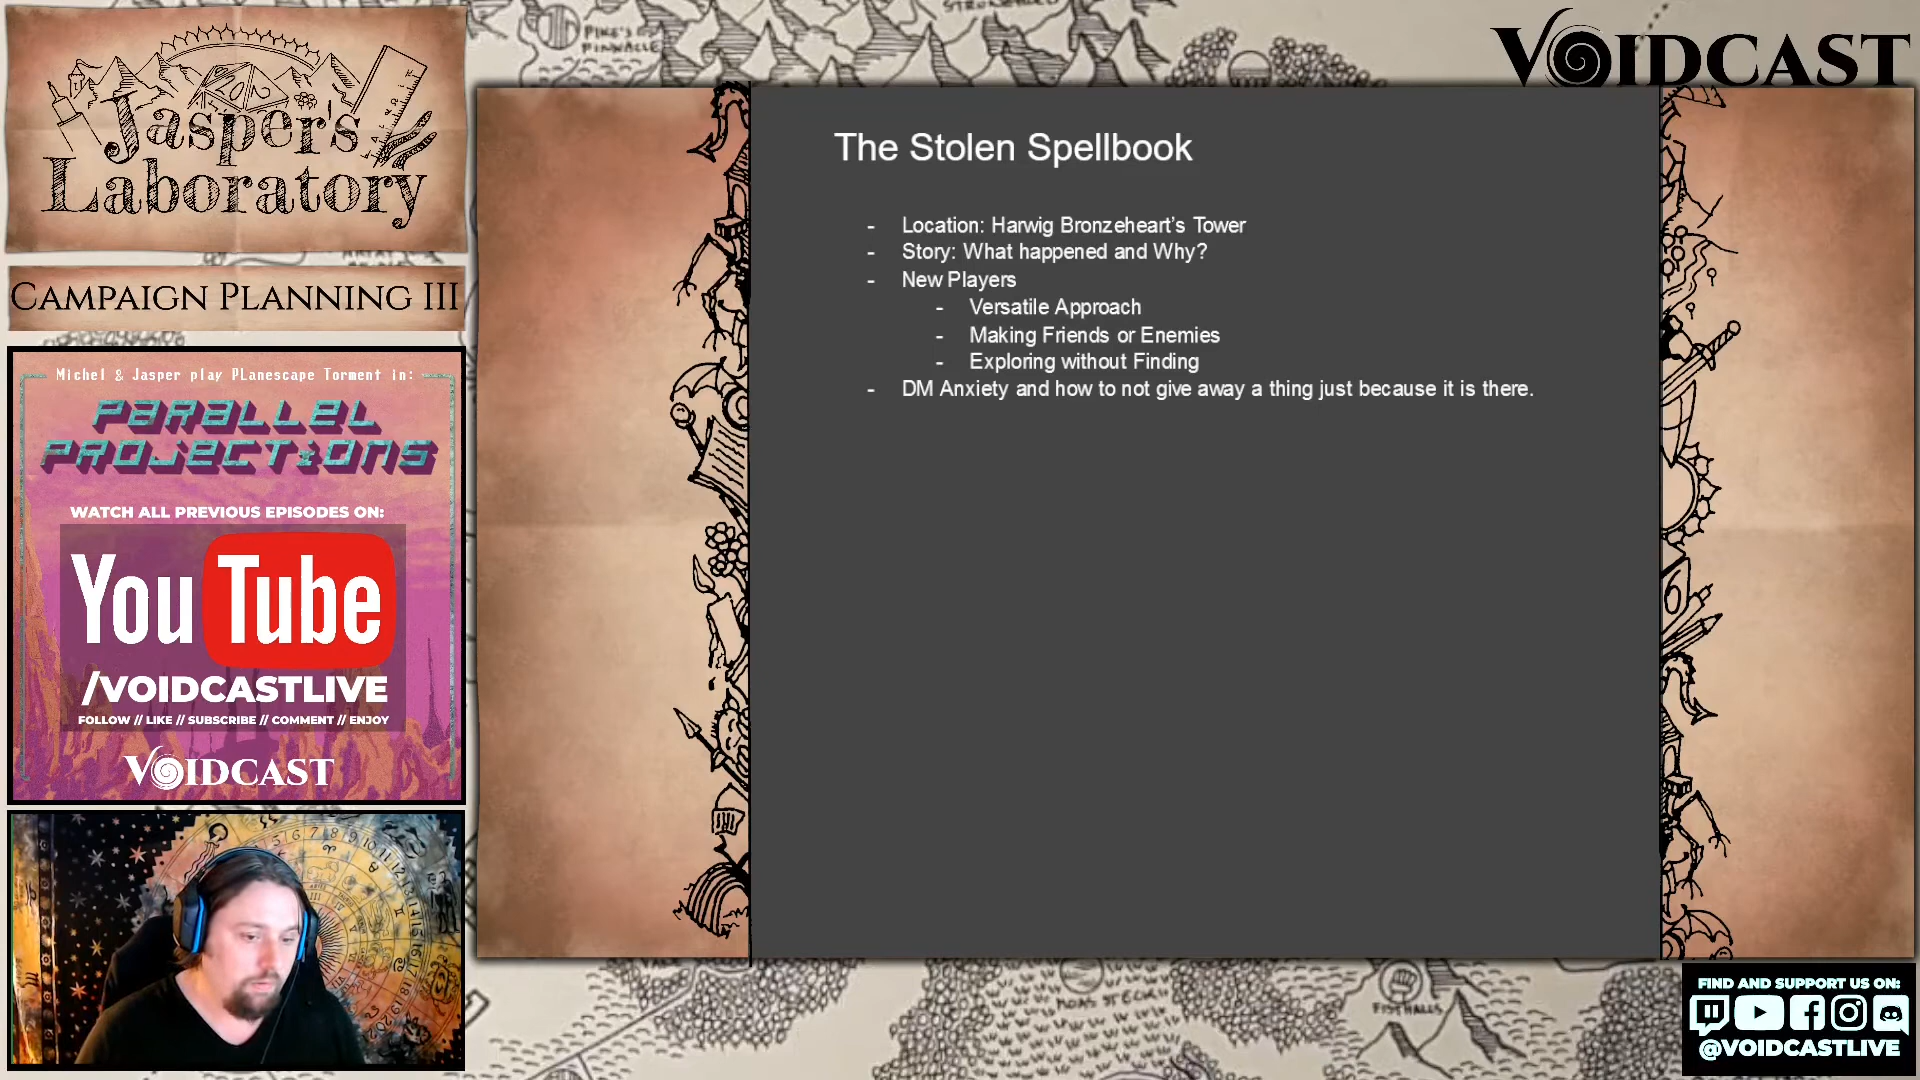 PIKE'S
PINNACLE
VOIDCAST
Jasper's
Laboratory
CAMPAIGN PLANNING III
The Stolen Spellbook
- Location: Harwig Bronzeheart's Tower
- Story: What happened and Why?
- New Players
- Versatile Approach
- Making Friends or Enemies
- Exploring without Finding
- DM Anxiety and how to not give away a thing just because it is there.
Michel & Jasper play PLanescape Torment in:
PARALLEL
PROJECTIONS
WATCH ALL PREVIOUS EPISODES ON:
YouTube
/VOIDCASTLIVE
FOLLOW // LIKE // SUBSCRIBE // COMMENT // ENJOY
VOIDCAST
FIND AND SUPPORT US ON:
@VOIDCASTLIVE